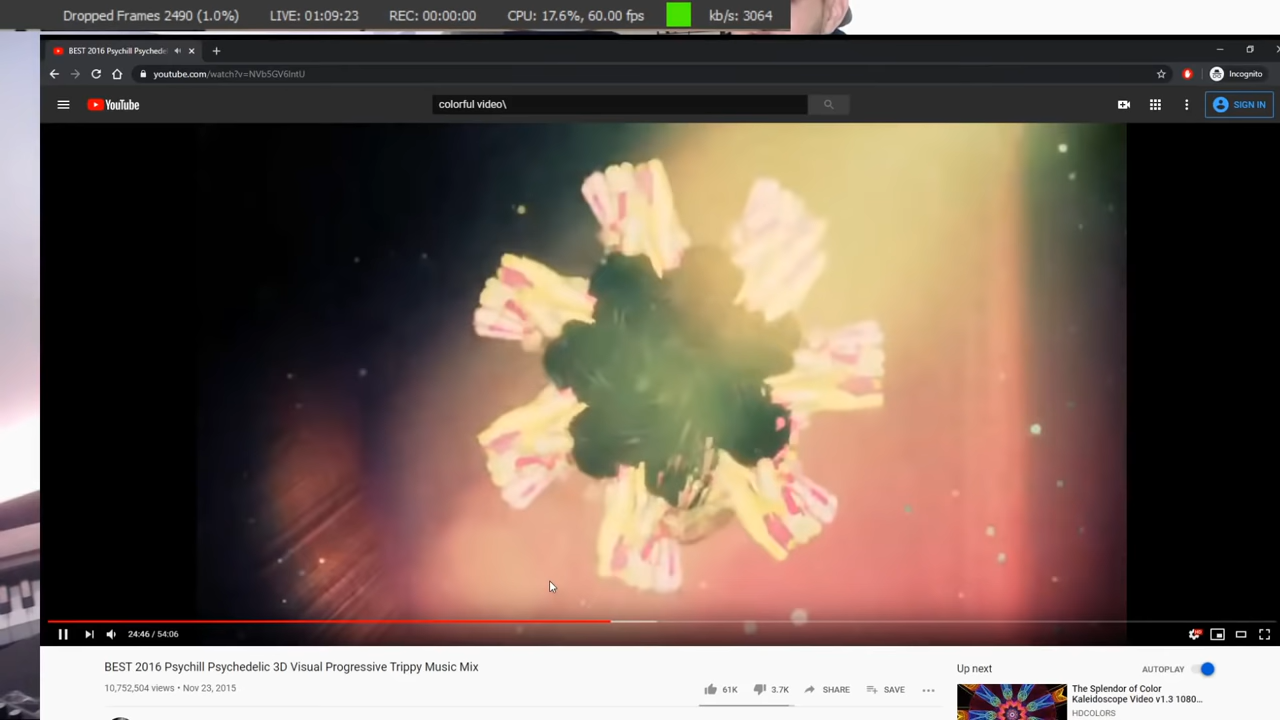 Dropped Frames 2490 (1.0%) LIVE: 01:09:23 REC: 00:00:00 CPU: 17.6%, 60.00 fps kb/s: 3064
BEST 2016 Psychill Psychedel
youtube.com/watch?v=NVb5GV6IntU
Incognito
YouTube
colorful video\
SIGN IN
24:46 / 54:06
HD
BEST 2016 Psychill Psychedelic 3D Visual Progressive Trippy Music Mix
10,752,504 views • Nov 23, 2015
61K 3.7K SHARE SAVE
Up next
AUTOPLAY
The Splendor of Color
Kaleidoscope Video v1.3 1080...
HDCOLORS